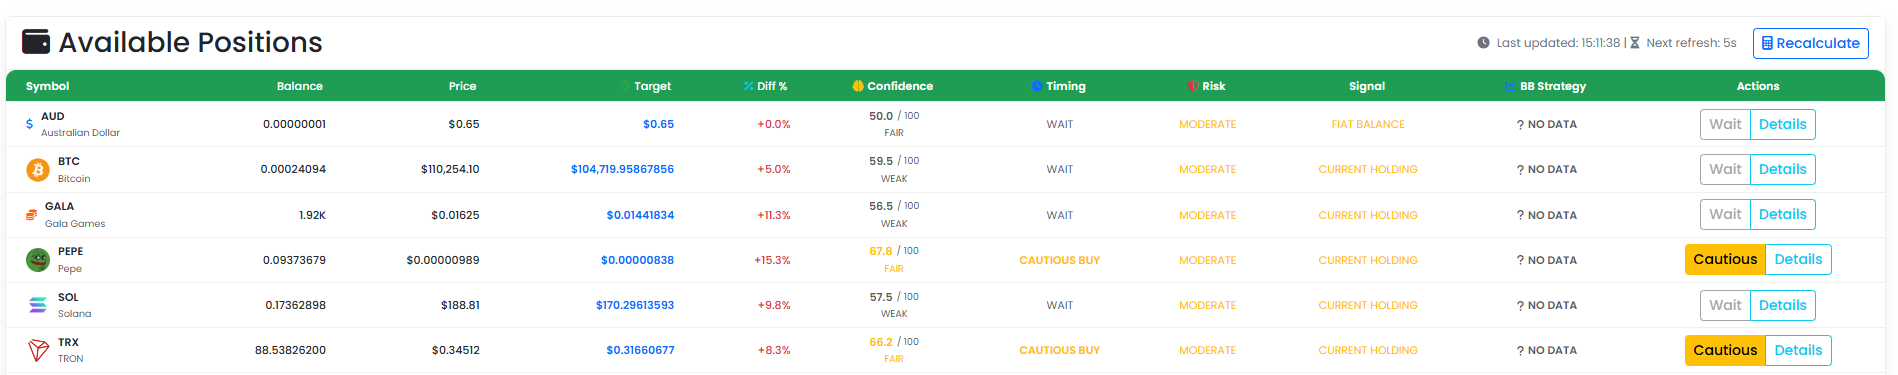 Available Positions
Last updated: 15:11:38 | Next refresh: 5s
Recalculate
Symbol Balance Price Target Diff % Confidence Timing Risk Signal BB Strategy Actions
AUD 0.00000001 $0.65 $0.65 +0.0% 50.0 / 100 WAIT MODERATE FIAT BALANCE ? NO DATA Wait Details
Australian Dollar FAIR
BTC 0.00024094 $110,254.10 $104,719.95867856 +5.0% 59.5 / 100 WAIT MODERATE CURRENT HOLDING ? NO DATA Wait Details
Bitcoin WEAK
GALA 1.92K $0.01625 $0.01441834 +11.3% 56.5 / 100 WAIT MODERATE CURRENT HOLDING ? NO DATA Wait Details
Gala Games WEAK
PEPE 0.09373679 $0.00000989 $0.00000838 +15.3% 67.8 / 100 CAUTIOUS BUY MODERATE CURRENT HOLDING ? NO DATA Cautious Details
Pepe FAIR
SOL 0.17362898 $188.81 $170.29613593 +9.8% 57.5 / 100 WAIT MODERATE CURRENT HOLDING ? NO DATA Wait Details
Solana WEAK
TRX 88.53826200 $0.34512 $0.31660677 +8.3% 66.2 / 100 CAUTIOUS BUY MODERATE CURRENT HOLDING ? NO DATA Cautious Details
TRON FAIR